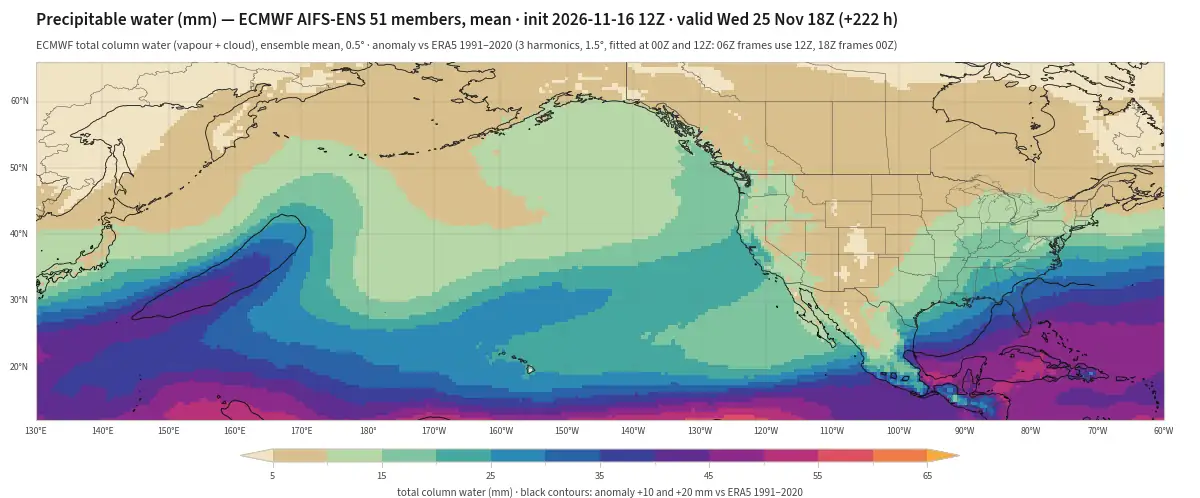 Precipitable water (mm) — ECMWF AIFS-ENS 51 members, mean · init 2026-11-16 12Z · valid Wed 25 Nov 18Z (+222 h)
ECMWF total column water (vapour + cloud), ensemble mean, 0.5° · anomaly vs ERA5 1991–2020 (3 harmonics, 1.5°, fitted at 00Z and 12Z: 06Z frames use 12Z, 18Z frames 00Z)
60°N
50°N
40°N
30°N
20°N
130°E 140°E 150°E 160°E 170°E 180° 170°W 160°W 150°W 140°W 130°W 120°W 110°W 100°W 90°W 80°W 70°W 60°W
5 15 25 35 45 55 65
total column water (mm) · black contours: anomaly +10 and +20 mm vs ERA5 1991–2020